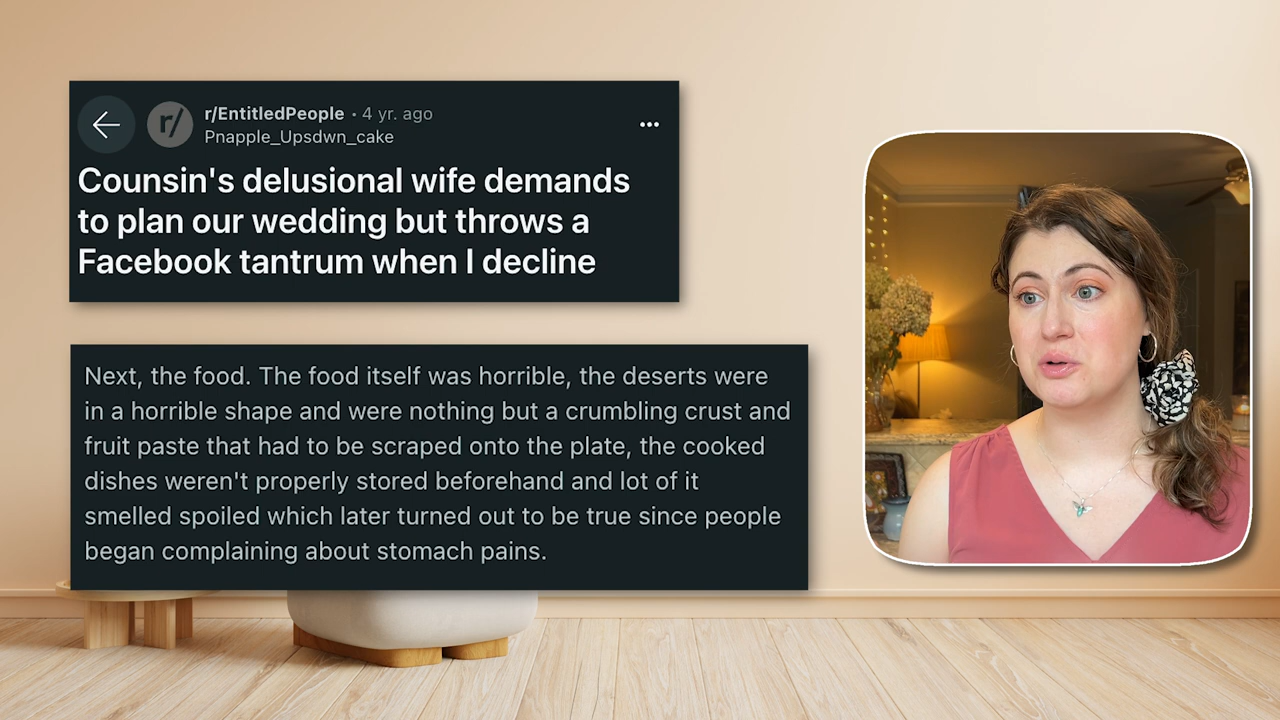 r/EntitledPeople • 4 yr. ago
r/
Pnapple_Upsdwn_cake
Counsin's delusional wife demands
to plan our wedding but throws a
Facebook tantrum when I decline
Next, the food. The food itself was horrible, the deserts were
in a horrible shape and were nothing but a crumbling crust and
fruit paste that had to be scraped onto the plate, the cooked
dishes weren't properly stored beforehand and lot of it
smelled spoiled which later turned out to be true since people
began complaining about stomach pains.